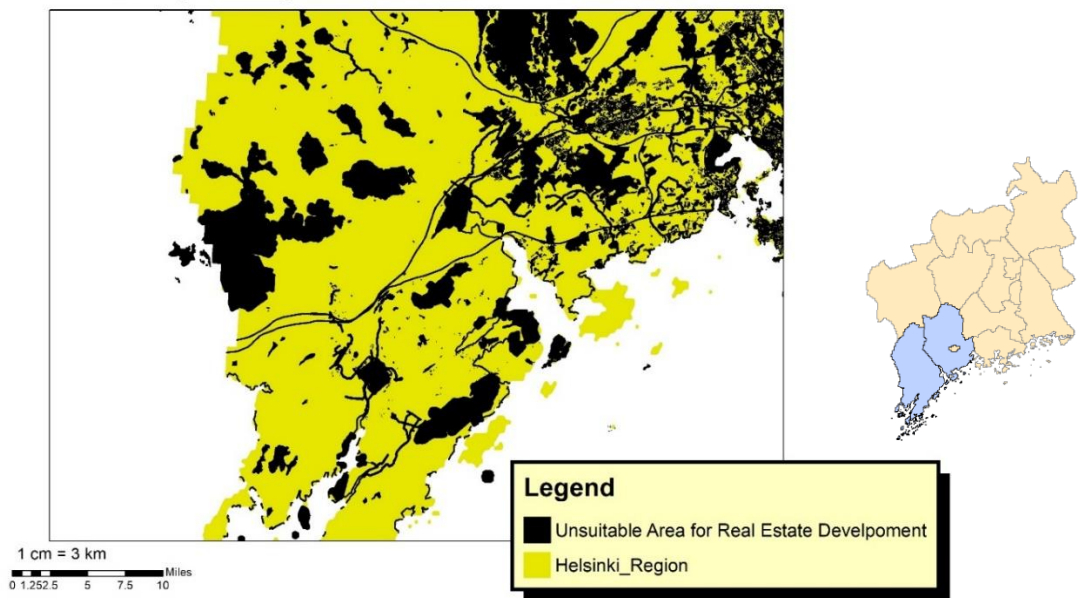 Legend
Unsuitable Area for Real Estate Develpoment
Helsinki_Region
1 cm = 3 km
Miles
0 1.252.5 5 7.5 10